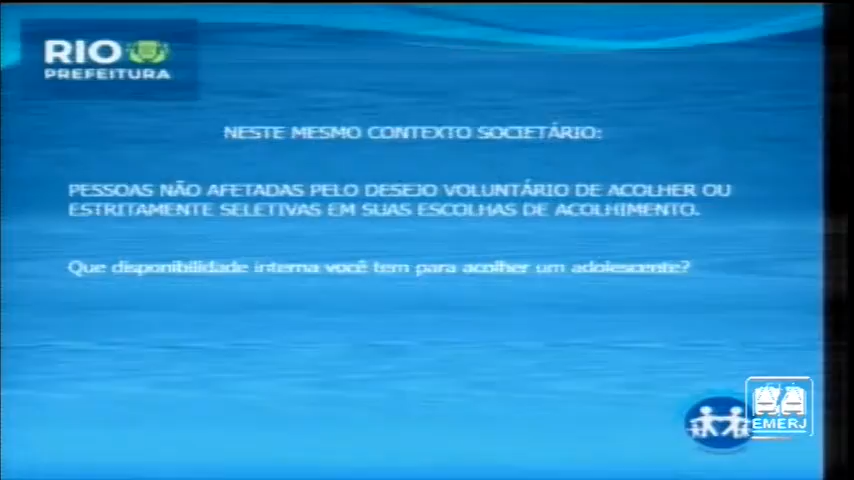 RIO
PREFEITURA
NESTE MESMO CONTEXTO SOCIETÁRIO:
PESSOAS NÃO AFETADAS PELO DESEJO VOLUNTÁRIO DE ACOLHER OU
ESTRITAMENTE SELETIVAS EM SUAS ESCOLHAS DE ACOLHIMENTO.
Que disponibilidade interna você tem para acolher um adolescente?
EMERJ